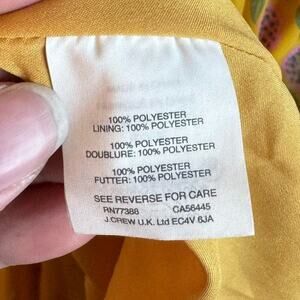 100% POLYESTER
LINING: 100% POLYESTER
100% POLYESTER
DOUBLURE: 100% POLYESTER
100% POLYESTER
FUTTER: 100% POLYESTER
SEE REVERSE FOR CARE
RN77388 CA56445
J.CREW U.K. Ltd EC4V 6JA